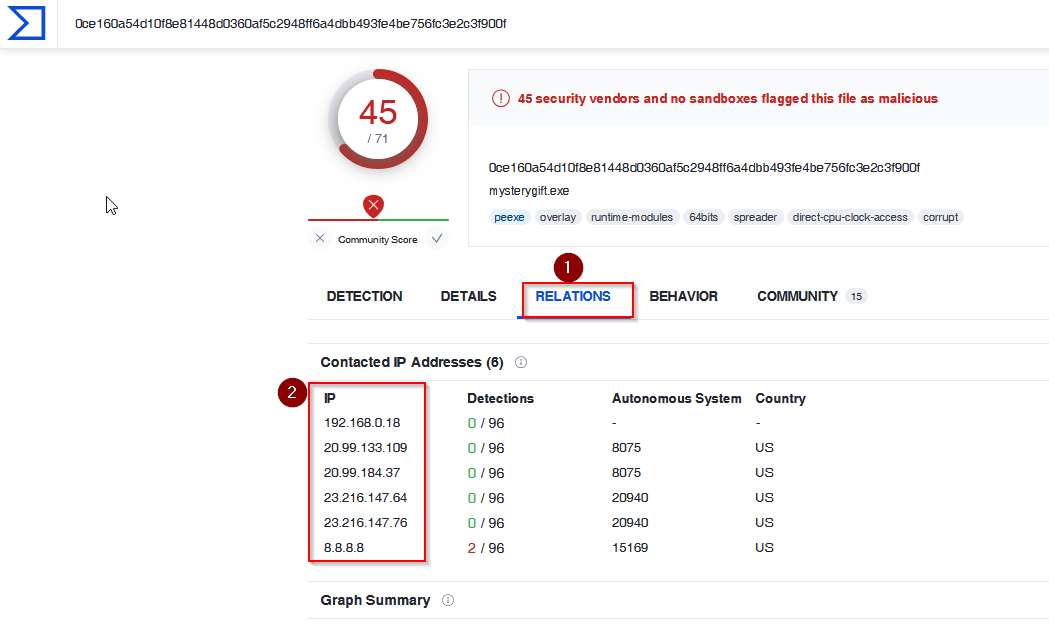 0ce160a54d10f8e81448d0360af5c2948ff6a4dbb493fe4be756fc3e2c3f900f
45
/ 71
45 security vendors and no sandboxes flagged this file as malicious
0ce160a54d10f8e81448d0360af5c2948ff6a4dbb493fe4be756fc3e2c3f900f
mysterygift.exe
peexe overlay runtime-modules 64bits spreader direct-cpu-clock-access corrupt
Community Score
1
DETECTION DETAILS RELATIONS BEHAVIOR COMMUNITY 15
Contacted IP Addresses (6)
2
IP Detections Autonomous System Country
192.168.0.18 0 / 96 - -
20.99.133.109 0 / 96 8075 US
20.99.184.37 0 / 96 8075 US
23.216.147.64 0 / 96 20940 US
23.216.147.76 0 / 96 20940 US
8.8.8.8 2 / 96 15169 US
Graph Summary